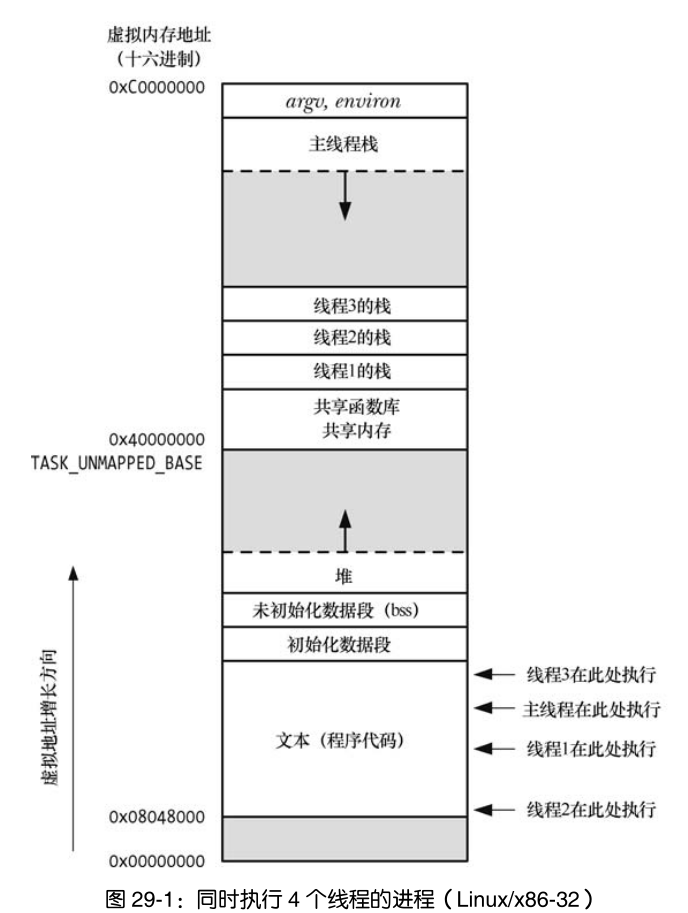 虚拟内存地址
（十六进制）
0xC0000000
argv, environ
主线程栈
线程3的栈
线程2的栈
线程1的栈
共享函数库
共享内存
0x40000000
TASK_UNMAPPED_BASE
堆
未初始化数据段（bss）
初始化数据段
虚拟地址增长方向
文本（程序代码）
线程3在此处执行
主线程在此处执行
线程1在此处执行
线程2在此处执行
0x08048000
0x00000000
图 29-1：同时执行 4 个线程的进程（Linux/x86-32）